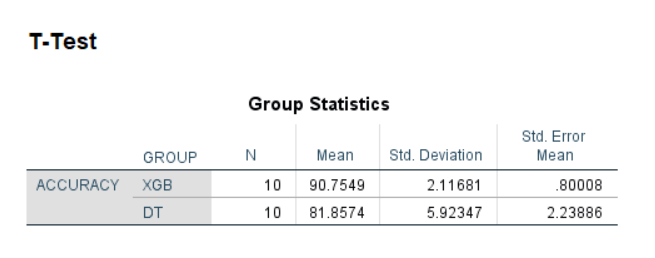 T-Test
Group Statistics
GROUP N Mean Std. Deviation Std. Error Mean
ACCURACY XGB 10 90.7549 2.11681 .80008
DT 10 81.8574 5.92347 2.23886